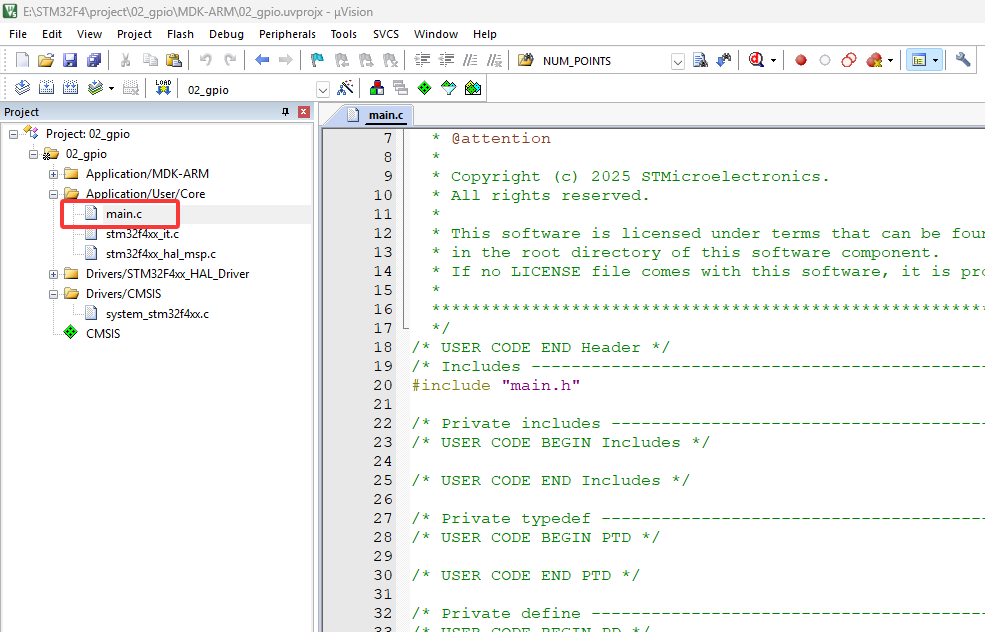 E:\STM32F4\project\02_gpio\MDK-ARM\02_gpio.uvprojx - µVision
File Edit View Project Flash Debug Peripherals Tools SVCS Window Help
NUM_POINTS
LOAD 02_gpio
Project
Project: 02_gpio
02_gpio
Application/MDK-ARM
Application/User/Core
main.c
stm32f4xx_it.c
stm32f4xx_hal_msp.c
Drivers/STM32F4xx_HAL_Driver
Drivers/CMSIS
system_stm32f4xx.c
CMSIS
main.c
7 * @attention
8 *
9 * Copyright (c) 2025 STMicroelectronics.
10 * All rights reserved.
11 *
12 * This software is licensed under terms that can be fou
13 * in the root directory of this software component.
14 * If no LICENSE file comes with this software, it is pro
15 *
16 *********************************************************
17 */
18 /* USER CODE END Header */
19 /* Includes ----------------------------------------------
20 #include "main.h"
21
22 /* Private includes --------------------------------------
23 /* USER CODE BEGIN Includes */
24
25 /* USER CODE END Includes */
26
27 /* Private typedef ---------------------------------------
28 /* USER CODE BEGIN PTD */
29
30 /* USER CODE END PTD */
31
32 /* Private define ----------------------------------------
33 /* USER CODE BEGIN PD */